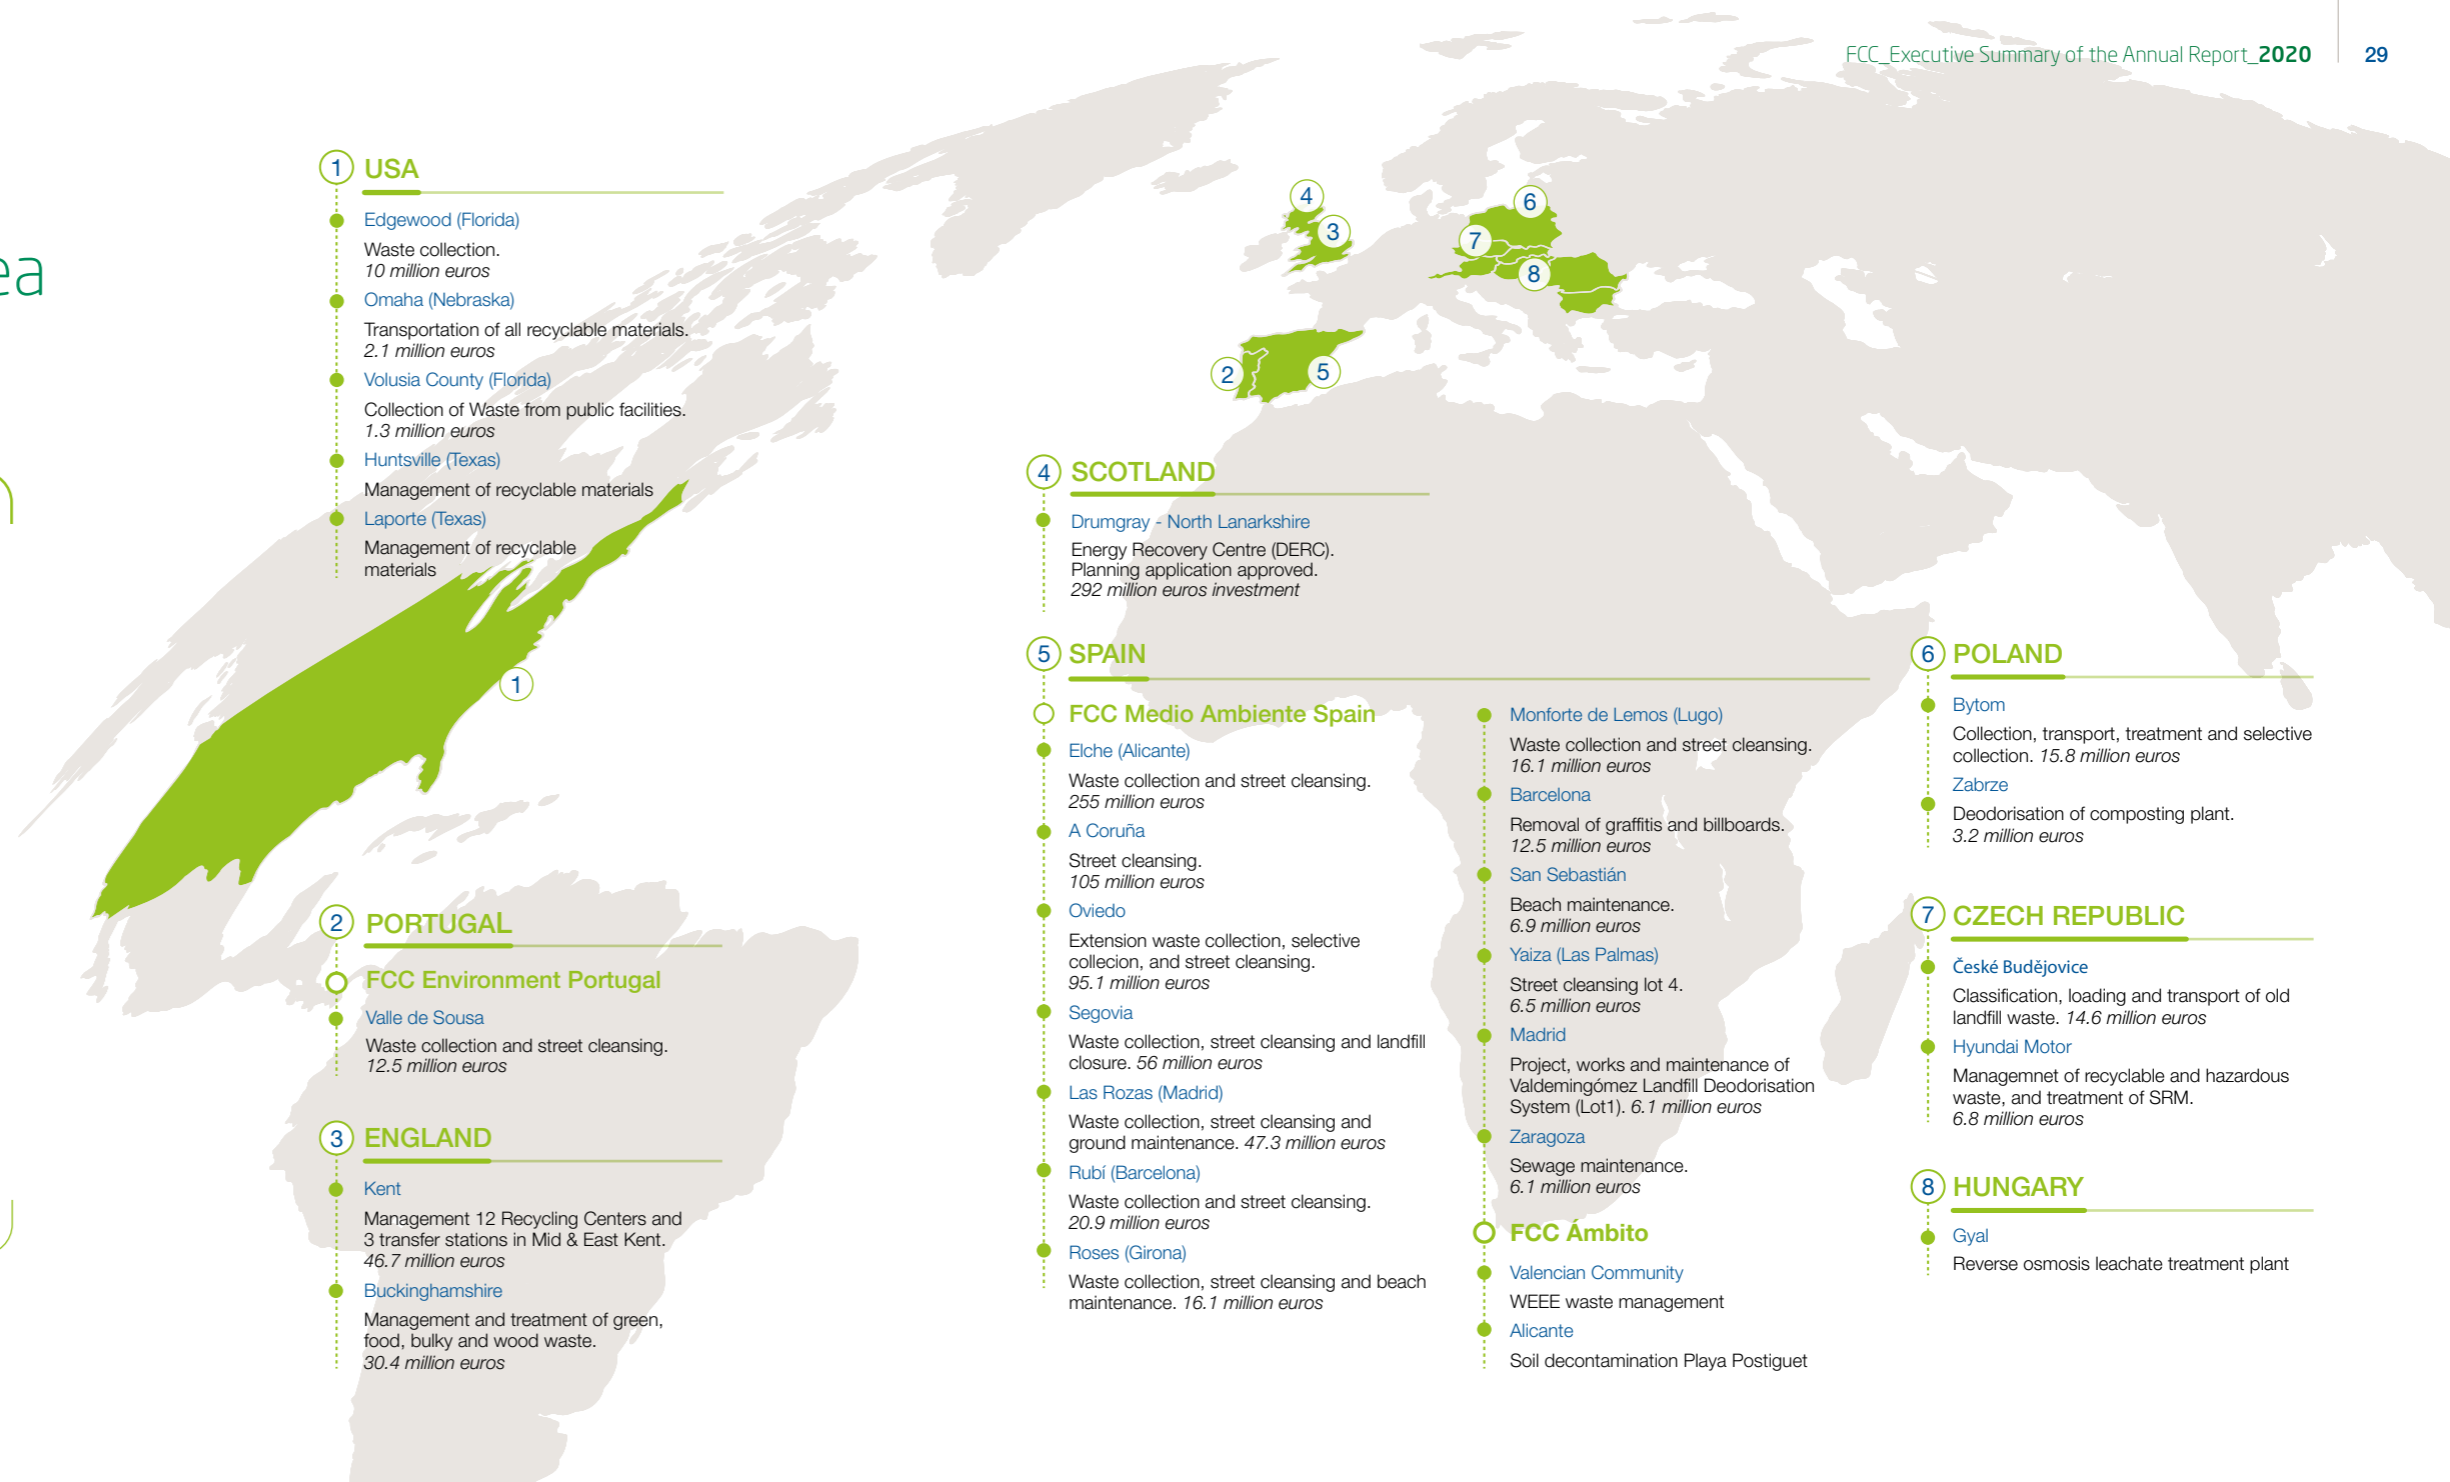 FCC_Executive Summary of the Annual Report_2020
29
ea
1 USA
Edgewood (Florida)
Waste collection.
10 million euros
Omaha (Nebraska)
Transportation of all recyclable materials.
2.1 million euros
Volusia County (Florida)
Collection of Waste from public facilities.
1.3 million euros
Huntsville (Texas)
Management of recyclable materials
Laporte (Texas)
Management of recyclable
materials
1
2 PORTUGAL
FCC Environment Portugal
Valle de Sousa
Waste collection and street cleansing.
12.5 million euros
3 ENGLAND
Kent
Management 12 Recycling Centers and
3 transfer stations in Mid & East Kent.
46.7 million euros
Buckinghamshire
Management and treatment of green,
food, bulky and wood waste.
30.4 million euros
4
3
6
7
8
2
5
4 SCOTLAND
Drumgray - North Lanarkshire
Energy Recovery Centre (DERC).
Planning application approved.
292 million euros investment
5 SPAIN
FCC Medio Ambiente Spain
Elche (Alicante)
Waste collection and street cleansing.
255 million euros
A Coruña
Street cleansing.
105 million euros
Oviedo
Extension waste collection, selective
collecion, and street cleansing.
95.1 million euros
Segovia
Waste collection, street cleansing and landfill
closure. 56 million euros
Las Rozas (Madrid)
Waste collection, street cleansing and
ground maintenance. 47.3 million euros
Rubí (Barcelona)
Waste collection and street cleansing.
20.9 million euros
Roses (Girona)
Waste collection, street cleansing and beach
maintenance. 16.1 million euros
Monforte de Lemos (Lugo)
Waste collection and street cleansing.
16.1 million euros
Barcelona
Removal of graffitis and billboards.
12.5 million euros
San Sebastián
Beach maintenance.
6.9 million euros
Yaiza (Las Palmas)
Street cleansing lot 4.
6.5 million euros
Madrid
Project, works and maintenance of
Valdemingómez Landfill Deodorisation
System (Lot1). 6.1 million euros
Zaragoza
Sewage maintenance.
6.1 million euros
FCC Ámbito
Valencian Community
WEEE waste management
Alicante
Soil decontamination Playa Postiguet
6 POLAND
Bytom
Collection, transport, treatment and selective
collection. 15.8 million euros
Zabrze
Deodorisation of composting plant.
3.2 million euros
7 CZECH REPUBLIC
České Budějovice
Classification, loading and transport of old
landfill waste. 14.6 million euros
Hyundai Motor
Managemnet of recyclable and hazardous
waste, and treatment of SRM.
6.8 million euros
8 HUNGARY
Gyal
Reverse osmosis leachate treatment plant